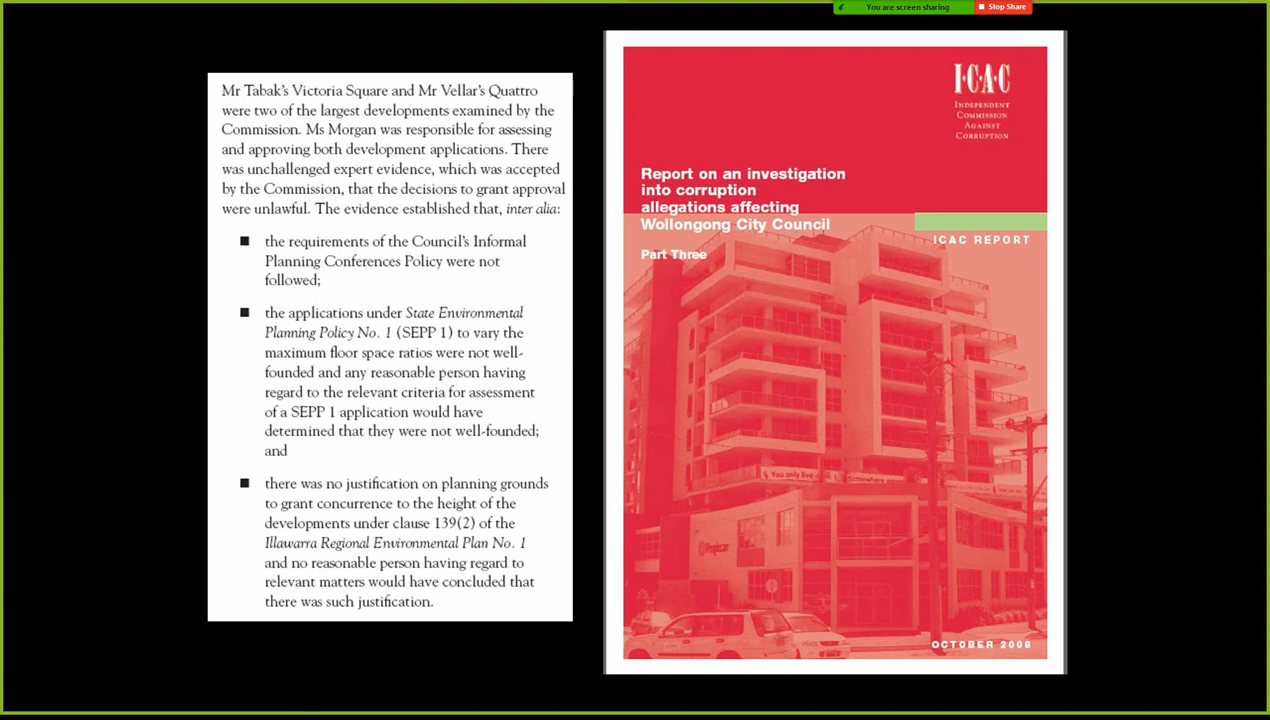 You are screen sharing
Stop Share
Mr Tabak's Victoria Square and Mr Vellar's Quattro
were two of the largest developments examined by the
Commission. Ms Morgan was responsible for assessing
and approving both development applications. There
was unchallenged expert evidence, which was accepted
by the Commission, that the decisions to grant approval
were unlawful. The evidence established that, inter alia:
■ the requirements of the Council's Informal
Planning Conferences Policy were not
followed;
■ the applications under State Environmental
Planning Policy No. 1 (SEPP 1) to vary the
maximum floor space ratios were not well-
founded and any reasonable person having
regard to the relevant criteria for assessment
of a SEPP 1 application would have
determined that they were not well-founded;
and
■ there was no justification on planning grounds
to grant concurrence to the height of the
developments under clause 139(2) of the
Illawarra Regional Environmental Plan No. 1
and no reasonable person having regard to
relevant matters would have concluded that
there was such justification.
I·C·A·C
INDEPENDENT
COMMISSION
AGAINST
CORRUPTION
Report on an investigation
into corruption
allegations affecting
Wollongong City Council
ICAC REPORT
Part Three
You only live
OCTOBER 2008